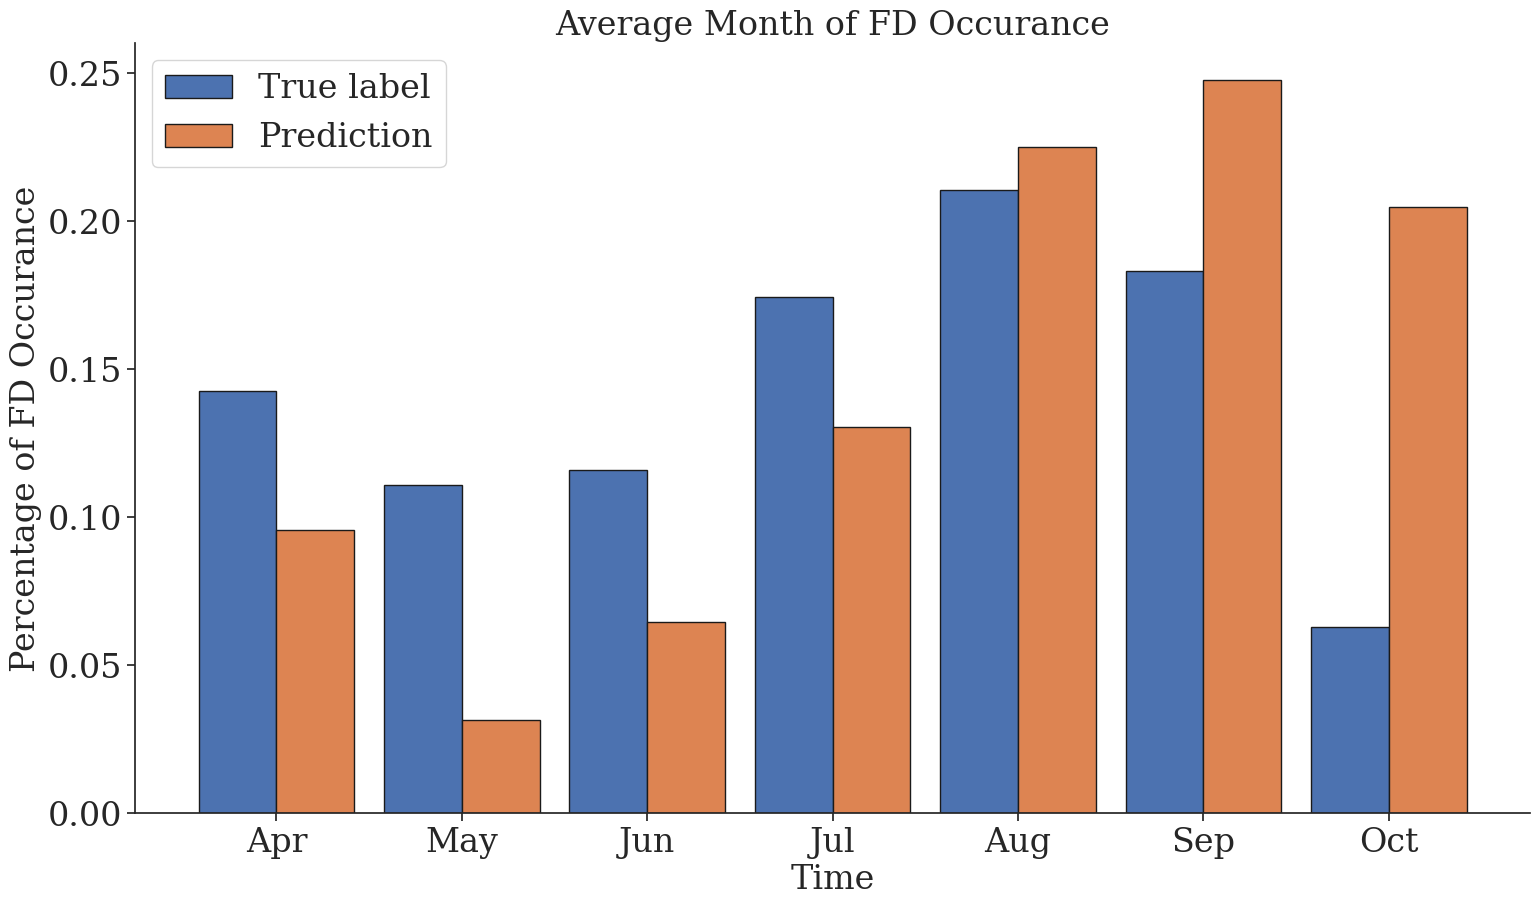 Average Month of FD Occurance
True label
Prediction
Percentage of FD Occurance
0.25
0.20
0.15
0.10
0.05
0.00
Apr May Jun Jul Aug Sep Oct
Time